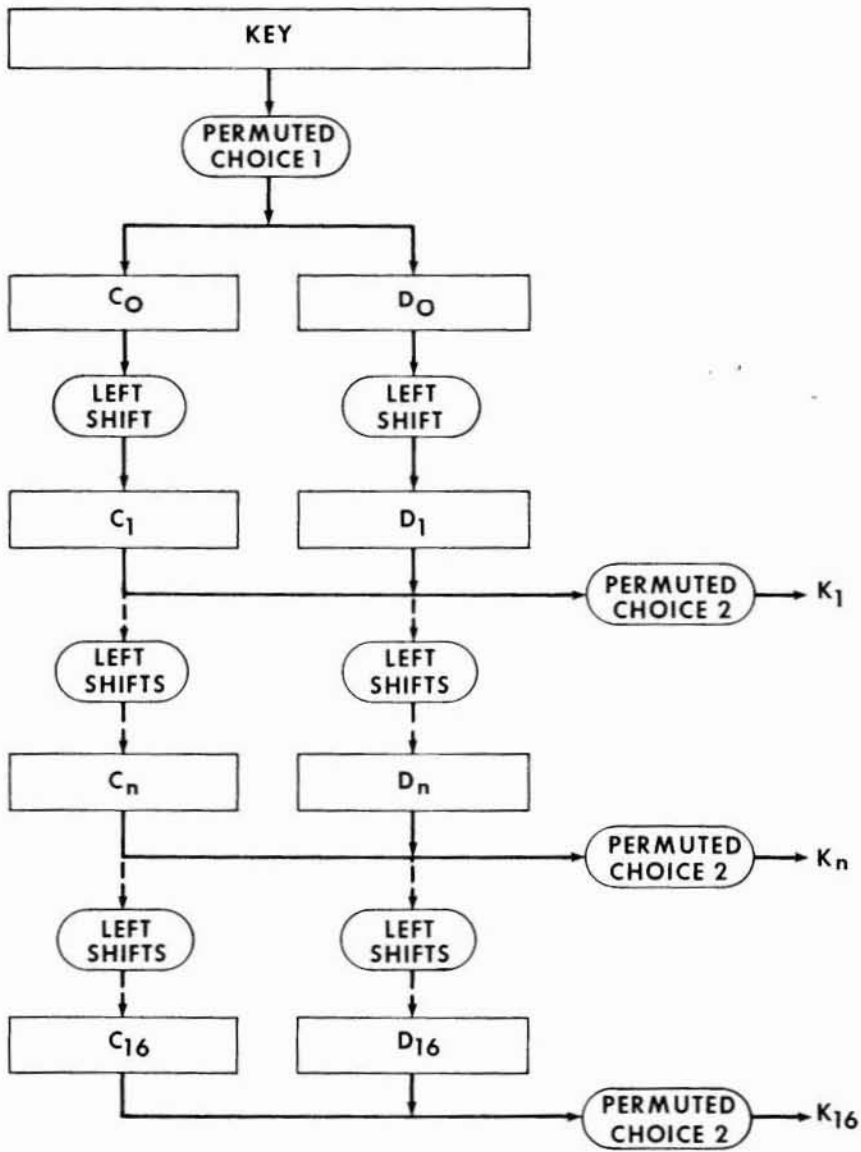 KEY
PERMUTED
CHOICE 1
C₀ D₀
LEFT
SHIFT
LEFT
SHIFT
C₁ D₁
PERMUTED
CHOICE 2
K₁
LEFT
SHIFTS
LEFT
SHIFTS
Cₙ Dₙ
PERMUTED
CHOICE 2
Kₙ
LEFT
SHIFTS
LEFT
SHIFTS
C₁₆ D₁₆
PERMUTED
CHOICE 2
K₁₆